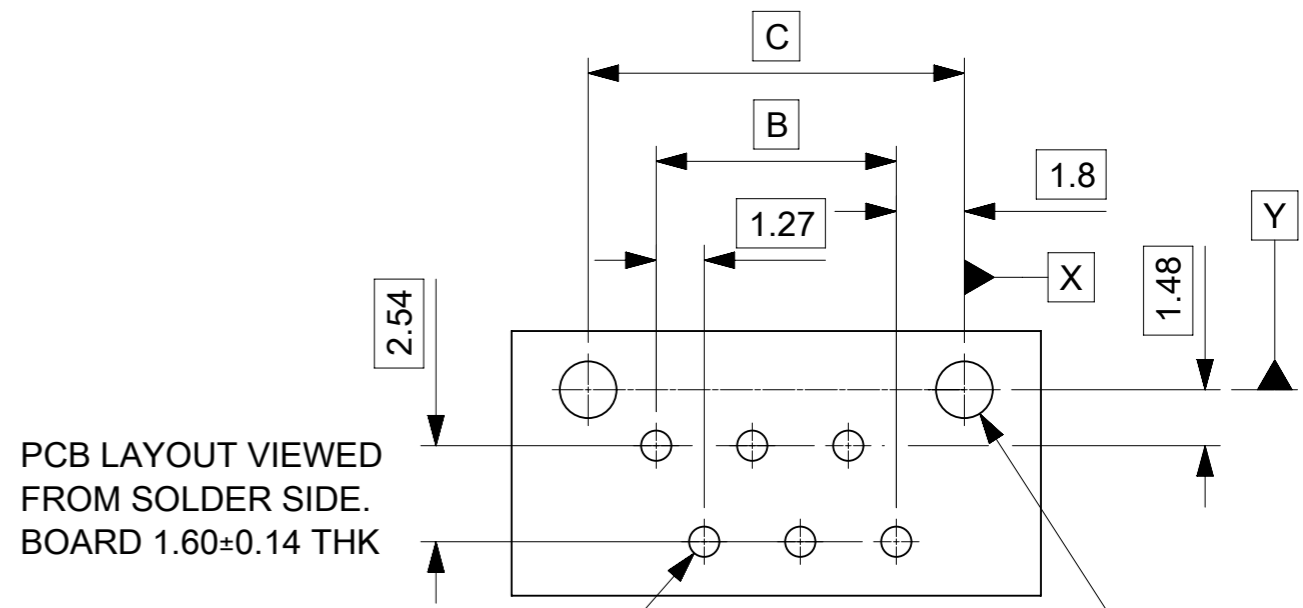 C
B
1.8
1.27
Y
X
1.48
2.54
PCB LAYOUT VIEWED
FROM SOLDER SIDE.
BOARD 1.60±0.14 THK